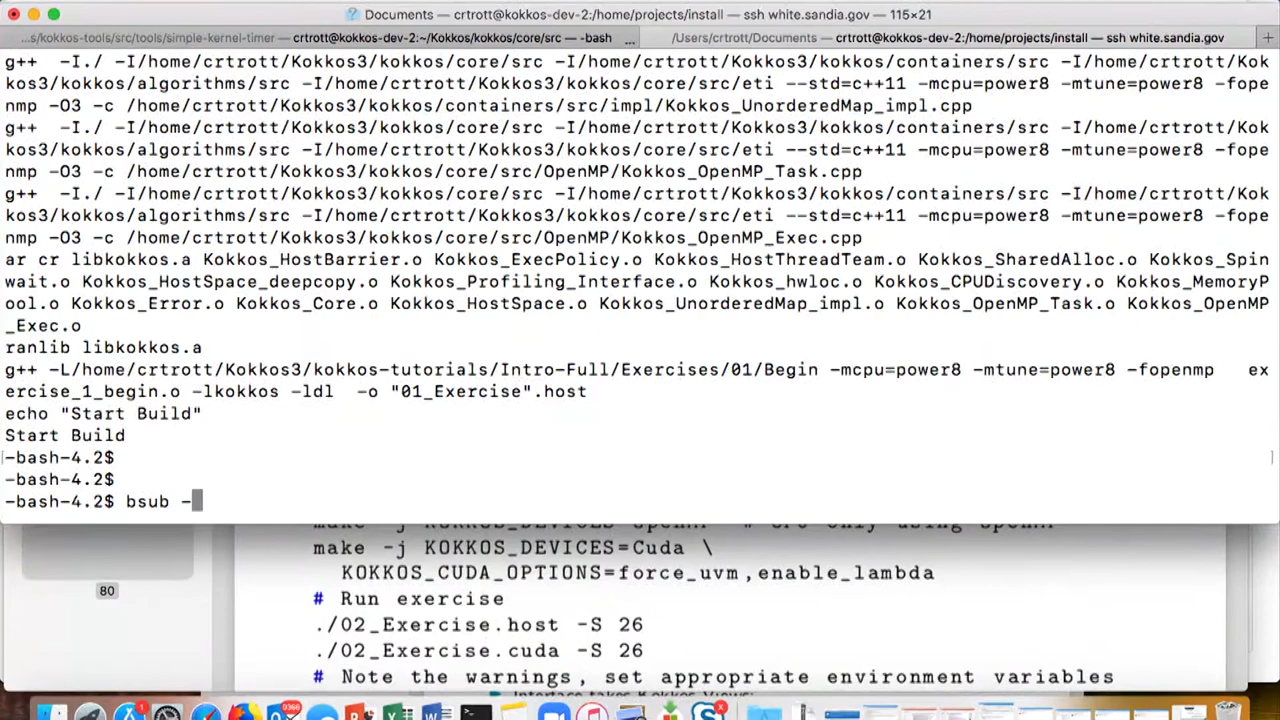 Documents — crtrott@kokkos-dev-2:/home/projects/install — ssh white.sandia.gov — 115×21
...s/kokkos-tools/src/tools/simple-kernel-timer — crtrott@kokkos-dev-2:~/Kokkos/kokkos/core/src — -bash ... /Users/crtrott/Documents — crtrott@kokkos-dev-2:/home/projects/install — ssh white.sandia.gov +
g++  -I./ -I/home/crtrott/Kokkos3/kokkos/core/src -I/home/crtrott/Kokkos3/kokkos/containers/src -I/home/crtrott/Kok
kos3/kokkos/algorithms/src -I/home/crtrott/Kokkos3/kokkos/core/src/eti --std=c++11 -mcpu=power8 -mtune=power8 -fope
nmp -O3 -c /home/crtrott/Kokkos3/kokkos/containers/src/impl/Kokkos_UnorderedMap_impl.cpp
g++  -I./ -I/home/crtrott/Kokkos3/kokkos/core/src -I/home/crtrott/Kokkos3/kokkos/containers/src -I/home/crtrott/Kok
kos3/kokkos/algorithms/src -I/home/crtrott/Kokkos3/kokkos/core/src/eti --std=c++11 -mcpu=power8 -mtune=power8 -fope
nmp -O3 -c /home/crtrott/Kokkos3/kokkos/core/src/OpenMP/Kokkos_OpenMP_Task.cpp
g++  -I./ -I/home/crtrott/Kokkos3/kokkos/core/src -I/home/crtrott/Kokkos3/kokkos/containers/src -I/home/crtrott/Kok
kos3/kokkos/algorithms/src -I/home/crtrott/Kokkos3/kokkos/core/src/eti --std=c++11 -mcpu=power8 -mtune=power8 -fope
nmp -O3 -c /home/crtrott/Kokkos3/kokkos/core/src/OpenMP/Kokkos_OpenMP_Exec.cpp
ar cr libkokkos.a Kokkos_HostBarrier.o Kokkos_ExecPolicy.o Kokkos_HostThreadTeam.o Kokkos_SharedAlloc.o Kokkos_Spin
wait.o Kokkos_HostSpace_deepcopy.o Kokkos_Profiling_Interface.o Kokkos_hwloc.o Kokkos_CPUDiscovery.o Kokkos_MemoryP
ool.o Kokkos_Error.o Kokkos_Core.o Kokkos_HostSpace.o Kokkos_UnorderedMap_impl.o Kokkos_OpenMP_Task.o Kokkos_OpenMP
_Exec.o
ranlib libkokkos.a
g++ -L/home/crtrott/Kokkos3/kokkos-tutorials/Intro-Full/Exercises/01/Begin -mcpu=power8 -mtune=power8 -fopenmp   ex
ercise_1_begin.o -lkokkos -ldl  -o "01_Exercise".host
echo "Start Build"
Start Build
-bash-4.2$
-bash-4.2$
-bash-4.2$ bsub -
make -j KOKKOS_DEVICES=Cuda \
KOKKOS_CUDA_OPTIONS=force_uvm,enable_lambda
80
# Run exercise
./02_Exercise.host -S 26
./02_Exercise.cuda -S 26
# Note the warnings, set appropriate environment variables